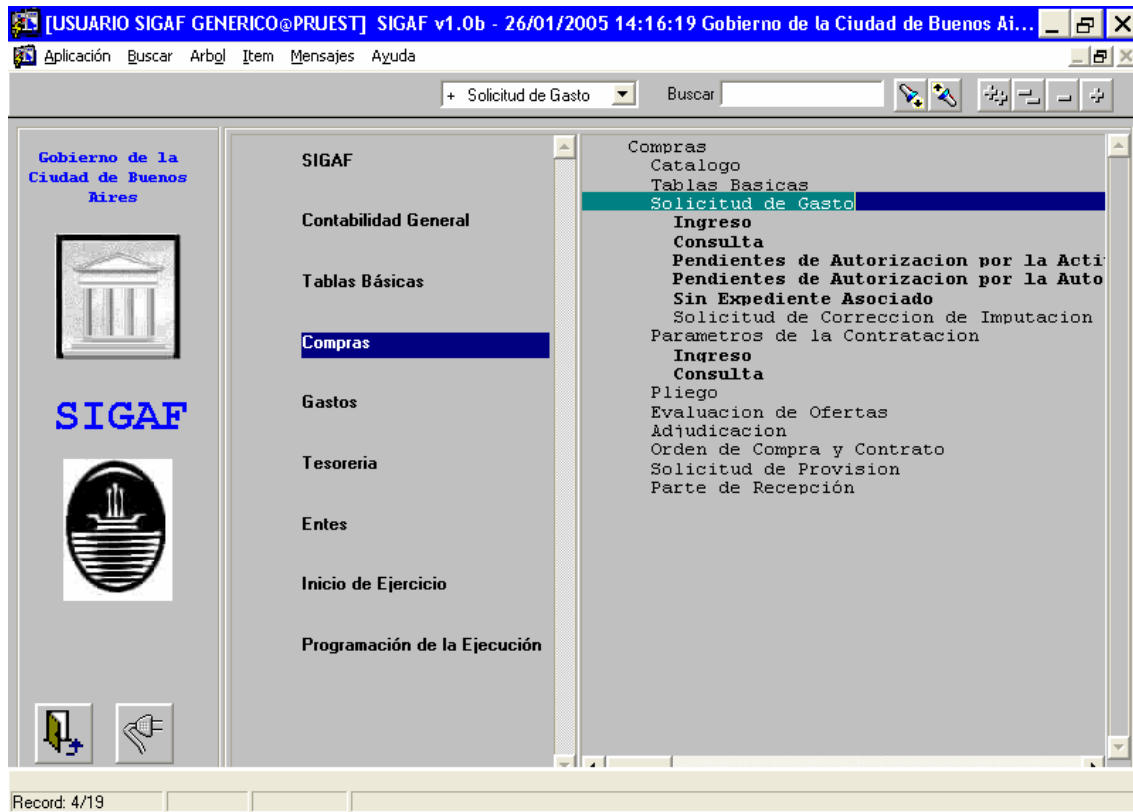 [USUARIO SIGAF GENERICO@PRUEST] SIGAF v1.0b - 26/01/2005 14:16:19 Gobierno de la Ciudad de Buenos Ai...
Aplicación Buscar Arbol Item Mensajes Ayuda
+ Solicitud de Gasto Buscar
Gobierno de la
Ciudad de Buenos
Aires
SIGAF
SIGAF
Contabilidad General
Tablas Básicas
Compras
Gastos
Tesoreria
Entes
Inicio de Ejercicio
Programación de la Ejecución
Compras
Catalogo
Tablas Basicas
Solicitud de Gasto
Ingreso
Consulta
Pendientes de Autorizacion por la Acti
Pendientes de Autorizacion por la Auto
Sin Expediente Asociado
Solicitud de Correccion de Imputacion
Parametros de la Contratacion
Ingreso
Consulta
Pliego
Evaluacion de Ofertas
Adjudicacion
Orden de Compra y Contrato
Solicitud de Provision
Parte de Recepción
Record: 4/19